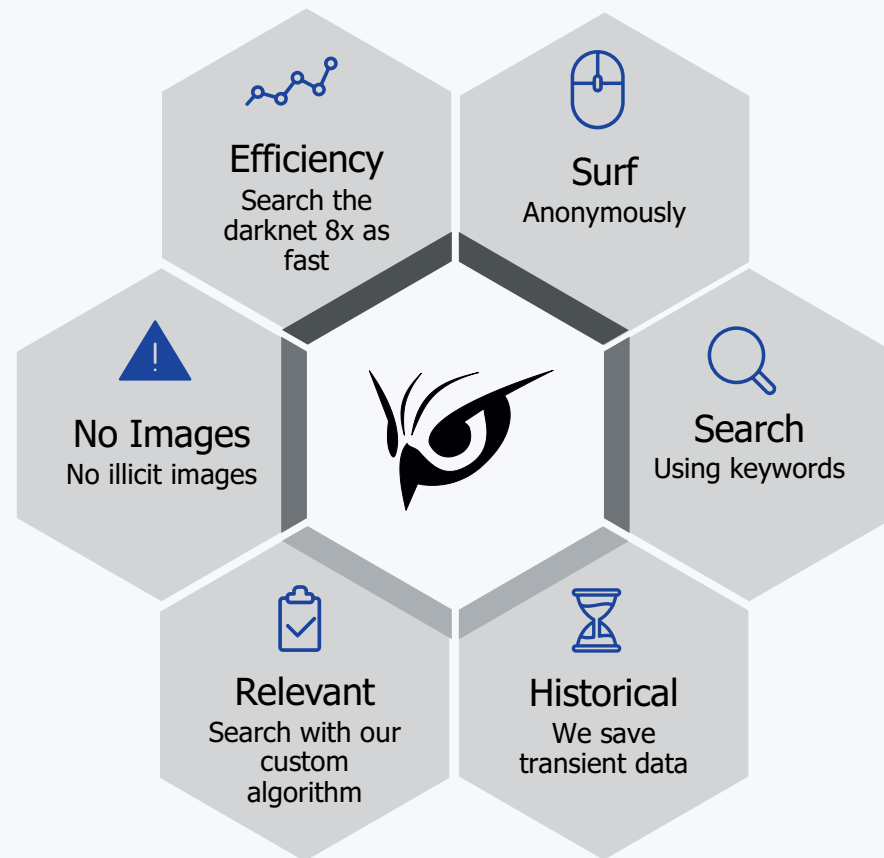 Efficiency
Search the
darknet 8x as
fast
Surf
Anonymously
No Images
No illicit images
Search
Using keywords
Relevant
Search with our
custom
algorithm
Historical
We save
transient data